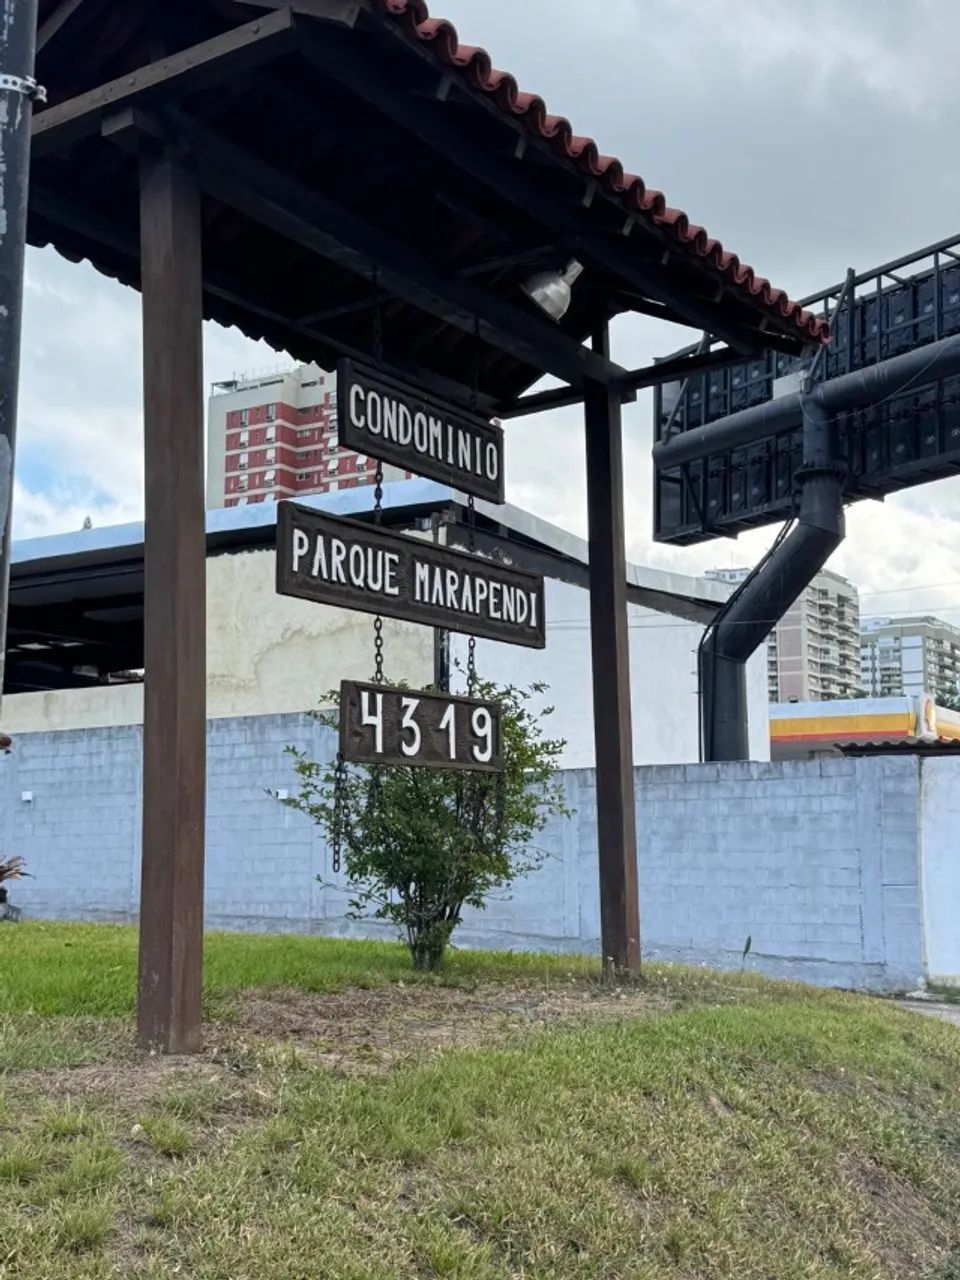 CONDOMINIO
PARQUE MARAPENDI
4319